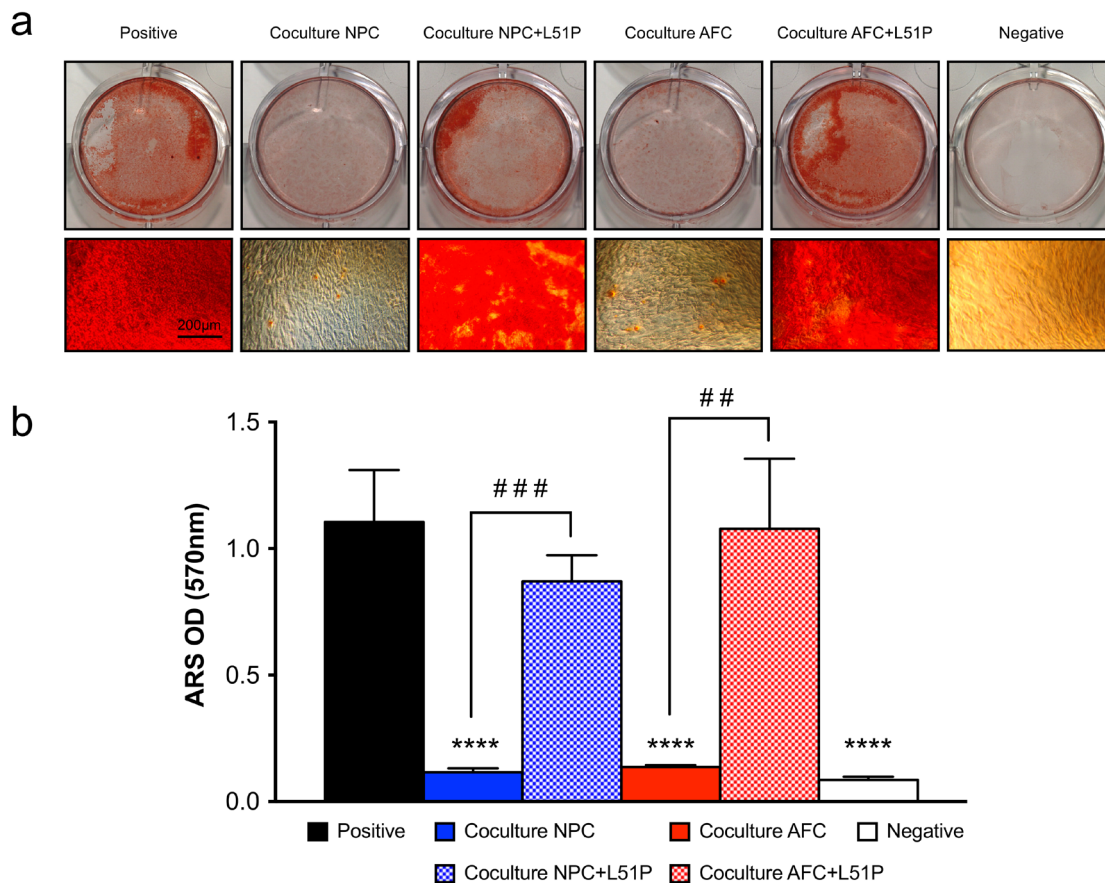 a
Positive
Coculture NPC
Coculture NPC+L51P
Coculture AFC
Coculture AFC+L51P
Negative
200μm
b
ARS OD (570nm)
1.5
1.0
0.5
0.0
****
# # #
****
# #
****
Positive
Coculture NPC
Coculture AFC
Negative
Coculture NPC+L51P
Coculture AFC+L51P